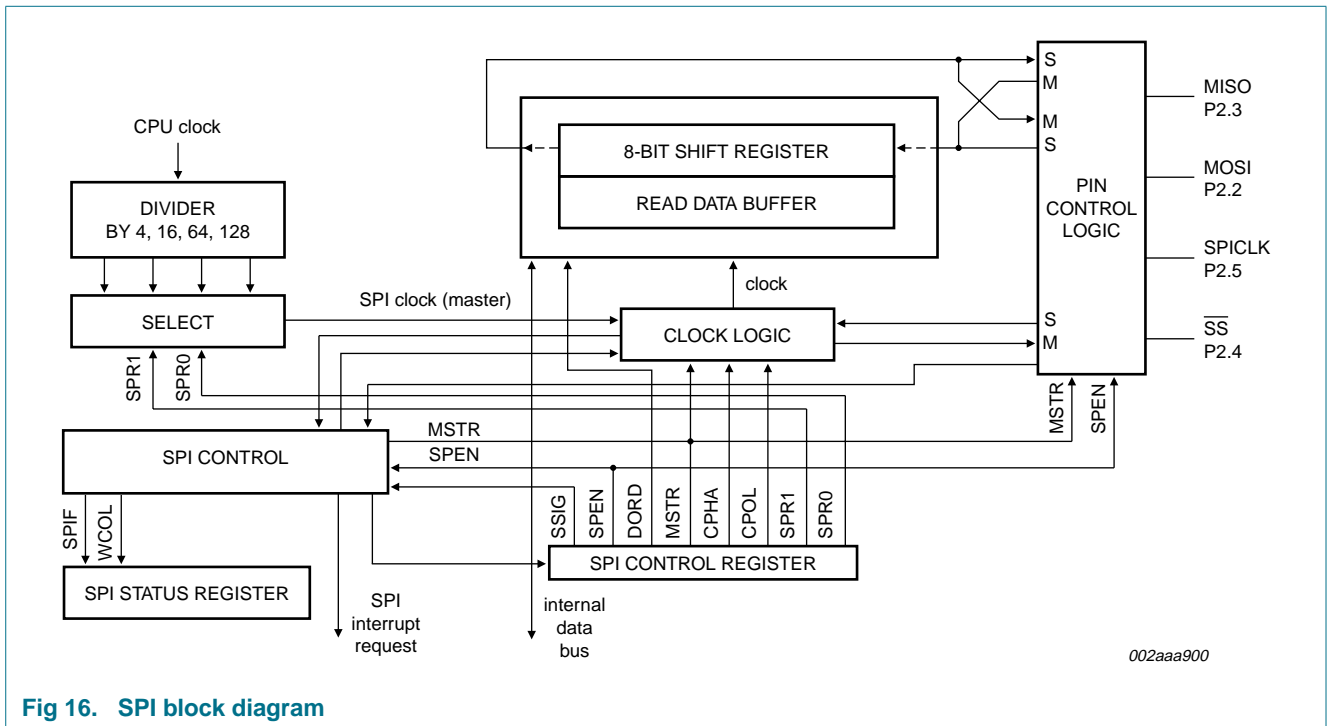 CPU clock
DIVIDER
BY 4, 16, 64, 128
SELECT
SPR1
SPR0
SPI clock (master)
8-BIT SHIFT REGISTER
READ DATA BUFFER
clock
CLOCK LOGIC
S
M
M
S
PIN
CONTROL
LOGIC
S
M
MISO
P2.3
MOSI
P2.2
SPICLK
P2.5
SS
P2.4
MSTR
SPEN
SPI CONTROL
MSTR
SPEN
SPIF
WCOL
SPI STATUS REGISTER
SPI
interrupt
request
SSIG
SPEN
DORD
MSTR
CPHA
CPOL
SPR1
SPR0
SPI CONTROL REGISTER
internal
data
bus
002aaa900
Fig 16. SPI block diagram